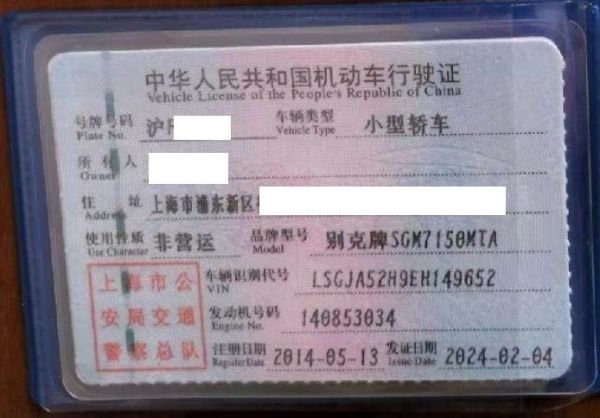 中华人民共和国机动车行驶证
Vehicle License of the People's Republic of China
号牌号码 沪 车辆类型 小型轿车
Plate No. Vehicle Type
所有人
Owner
住址 上海市浦东新区
Address
使用性质 非营运 品牌型号 别克牌SGM7150MTA
Use Character Model
上海市公 车辆识别代号 LSGJA52H9EH149652
VIN
安局交通 发动机号码 140853034
Engine No.
警察总队 注册日期 2014-05-13 发证日期 2024-02-04
Register Date Issue Date